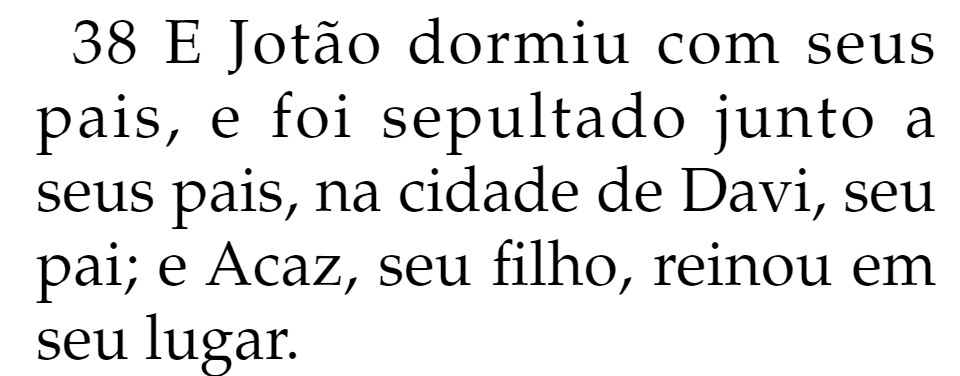 38 E Jotão dormiu com seus
pais, e foi sepultado junto a
seus pais, na cidade de Davi, seu
pai; e Acaz, seu filho, reinou em
seu lugar.